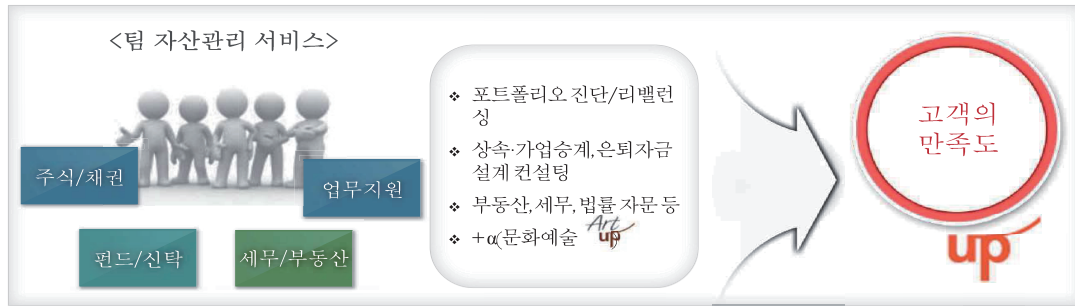 <팀 자산관리 서비스>
주식/채권
업무지원
펀드/신탁
세무/부동산
❖ 포트폴리오 진단/리밸런
싱
❖ 상속·가업승계, 은퇴자금
설계 컨설팅
❖ 부동산, 세무, 법률 자문 등
❖ +α(문화예술 Art
up)
고객의
만족도
up